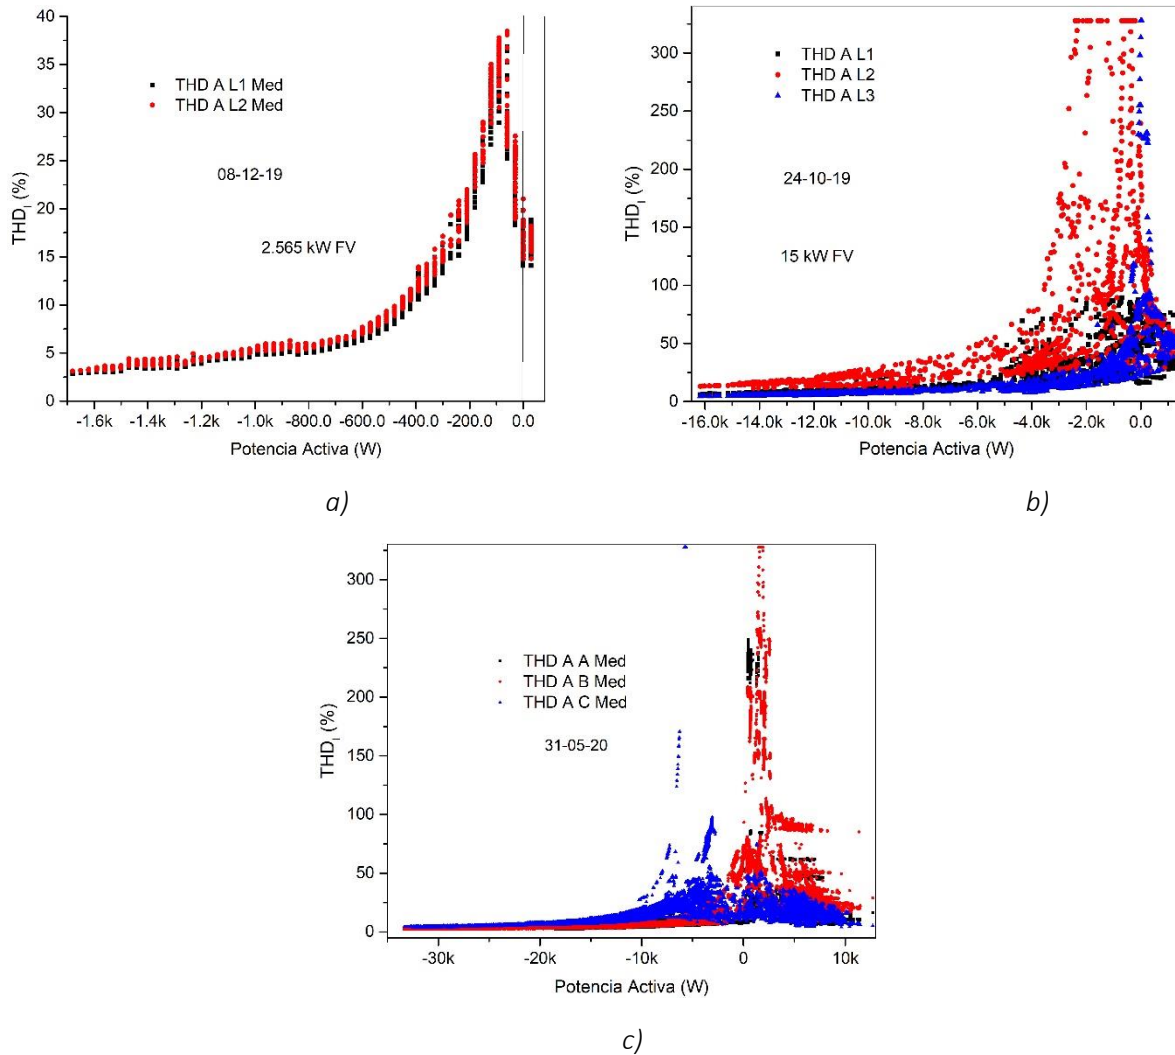 40
35
30
25
20
15
10
5
0
THD_I (%)
THD A L1 Med
THD A L2 Med
08-12-19
2.565 kW FV
-1.6k -1.4k -1.2k -1.0k -800.0 -600.0 -400.0 -200.0 0.0
Potencia Activa (W)
a)
300
250
200
150
100
50
0
THD_I (%)
THD A L1
THD A L2
THD A L3
24-10-19
15 kW FV
-16.0k -14.0k -12.0k -10.0k -8.0k -6.0k -4.0k -2.0k 0.0
Potencia Activa (W)
b)
300
250
200
150
100
50
0
THD_I (%)
THD A A Med
THD A B Med
THD A C Med
31-05-20
-30k -20k -10k 0 10k
Potencia Activa (W)
c)